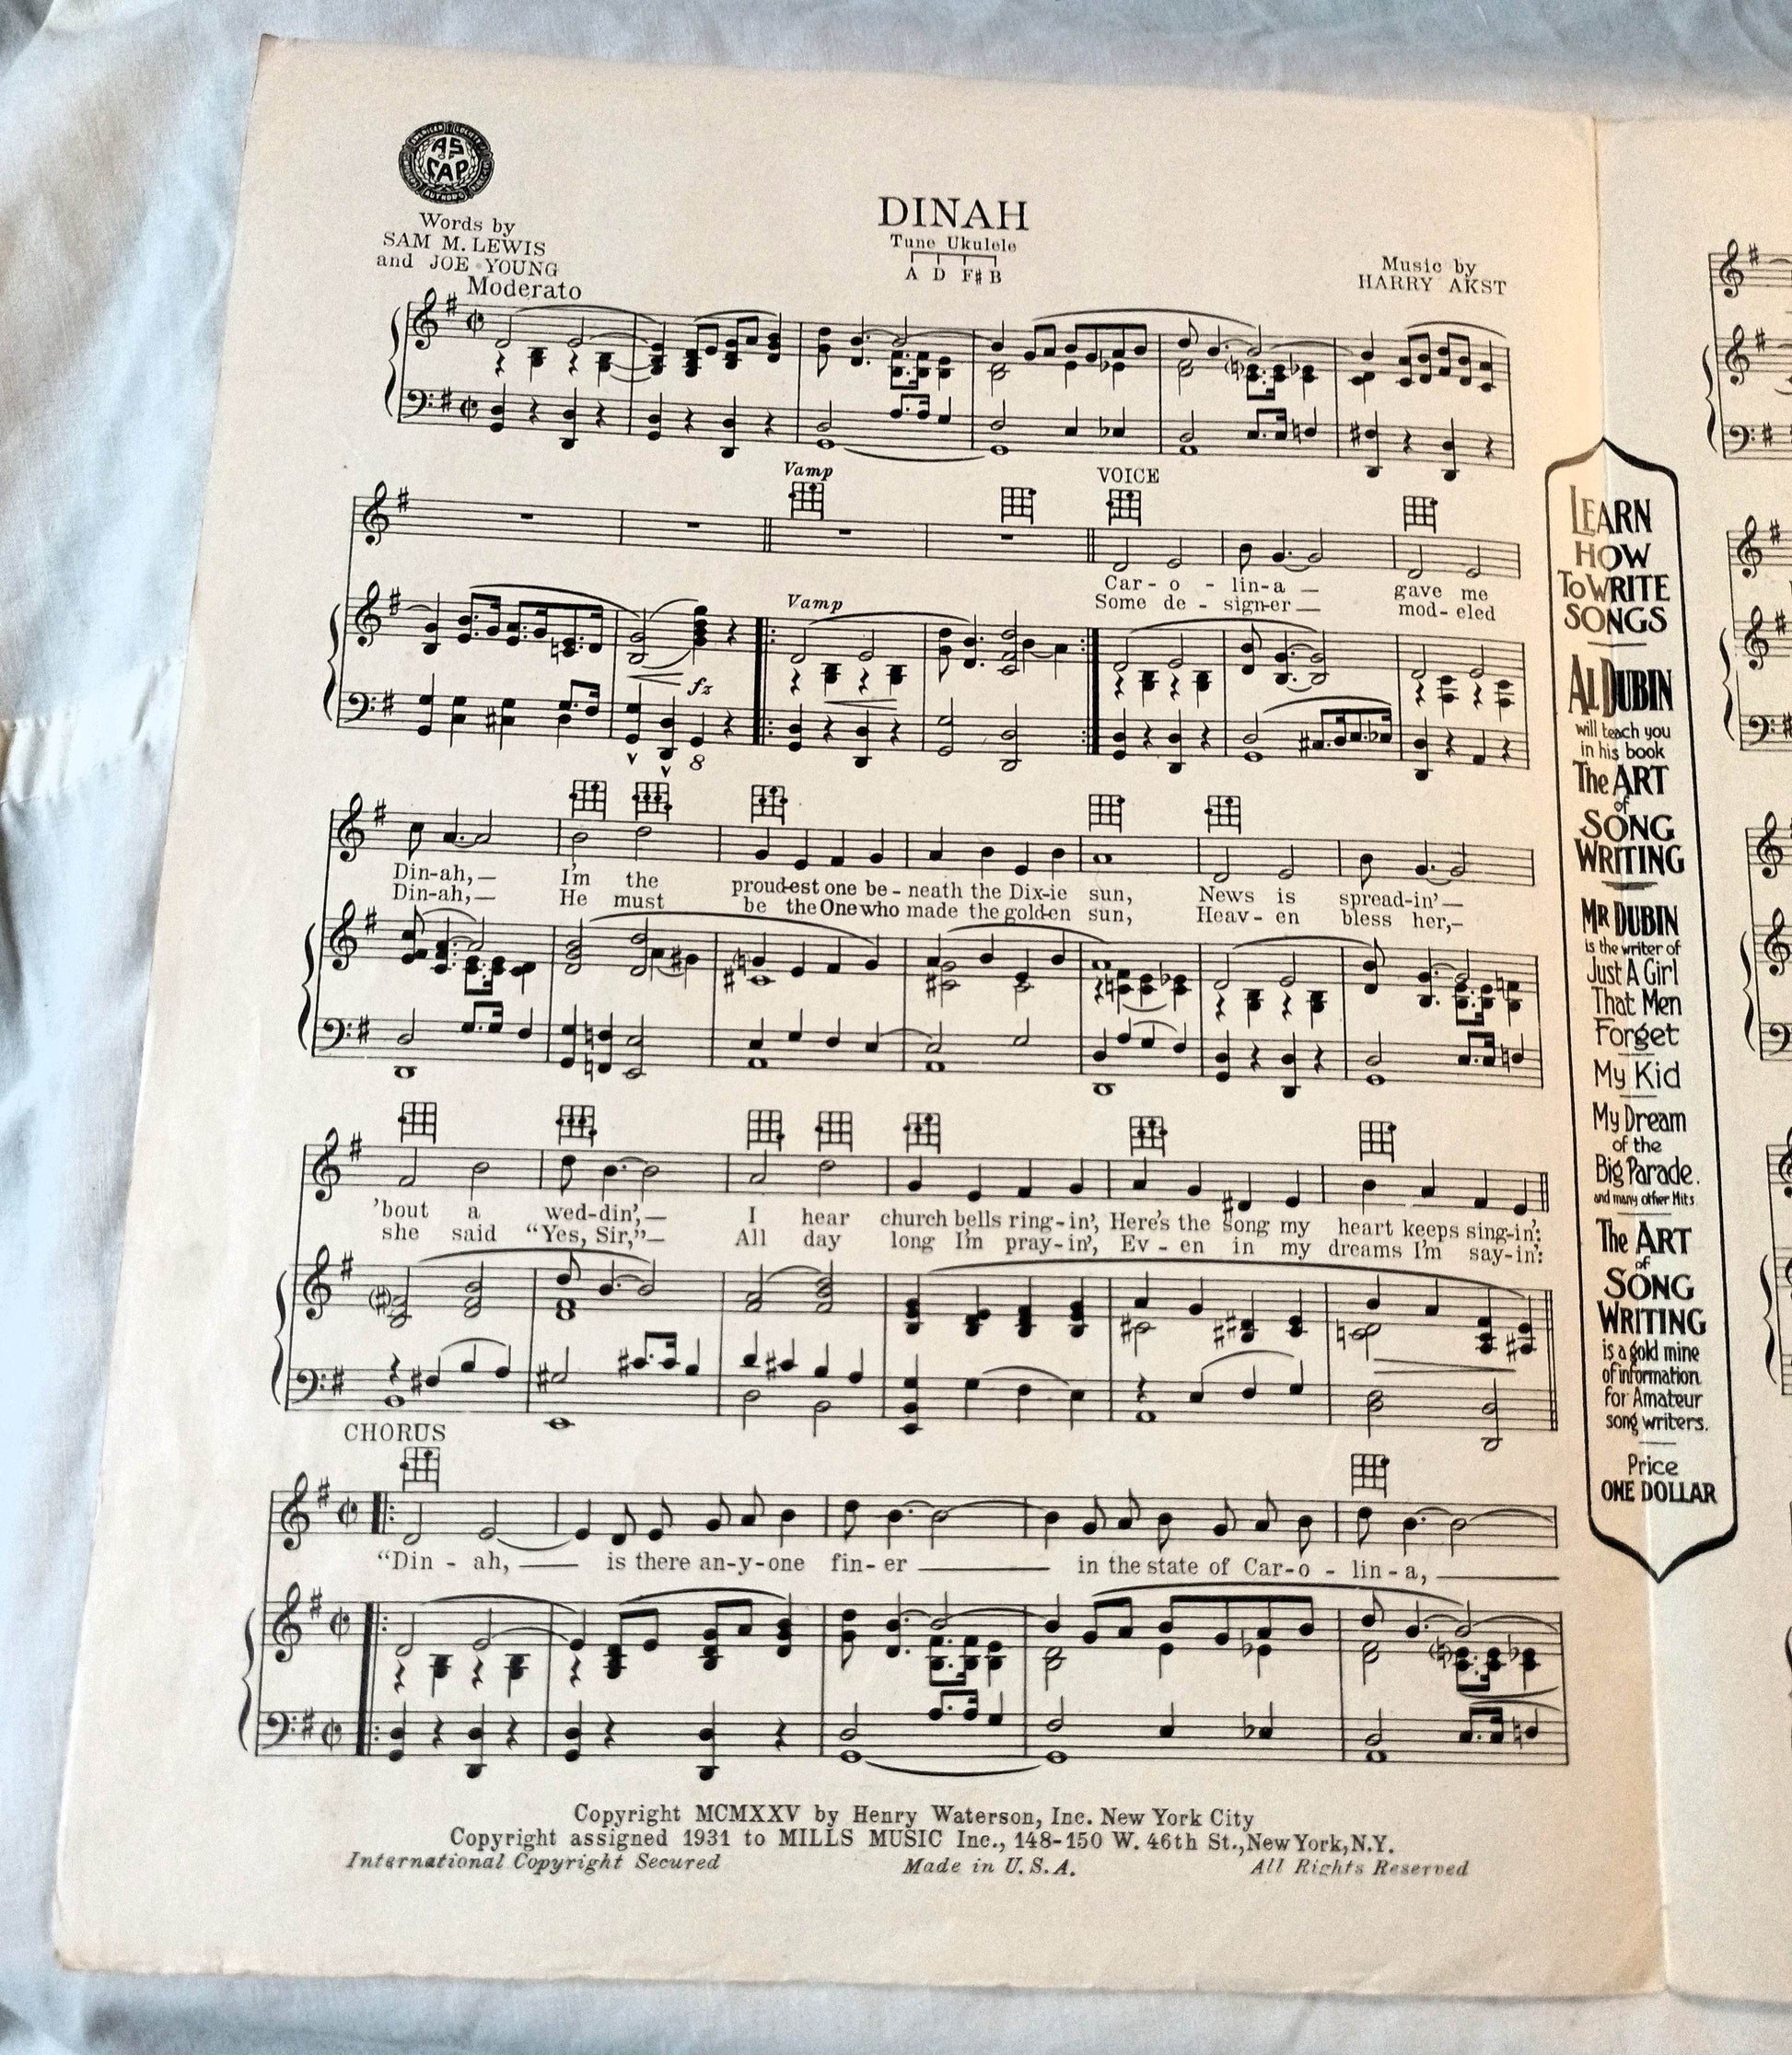 AMERICAN SOCIETY
AS
OF
CAP
AUTHORS
Words by
SAM M. LEWIS
and JOE YOUNG
DINAH
Tune Ukulele
A D F# B
Music by
HARRY AKST
Moderato
Vamp
VOICE
Car - o - lin-a — gave me
Some de - sign-er — mod-eled
Vamp
fz
8
Din-ah, — I'm the proud-est one be - neath the Dix-ie sun, News is spread-in' —
Din-ah, — He must be the One who made the gold-en sun, Heav - en bless her, —
'bout a wed-din', — I hear church bells ring-in', Here's the song my heart keeps sing-in':
she said "Yes, Sir," — All day long I'm pray-in', Ev - en in my dreams I'm say-in':
CHORUS
"Din - ah, — is there an-y-one fin-er — in the state of Car-o - lin-a, —
Copyright MCMXXV by Henry Waterson, Inc. New York City
Copyright assigned 1931 to MILLS MUSIC Inc., 148-150 W. 46th St., New York, N.Y.
International Copyright Secured Made in U.S.A. All Rights Reserved
LEARN
HOW
To WRITE
SONGS
AL DUBIN
will teach you
in his book
The ART
of
SONG
WRITING
MR DUBIN
is the writer of
Just A Girl
That Men
Forget
My Kid
My Dream
of the
Big Parade.
and many other Hits
The ART
of
SONG
WRITING
is a gold mine
of information
for Amateur
song writers.
Price
ONE DOLLAR